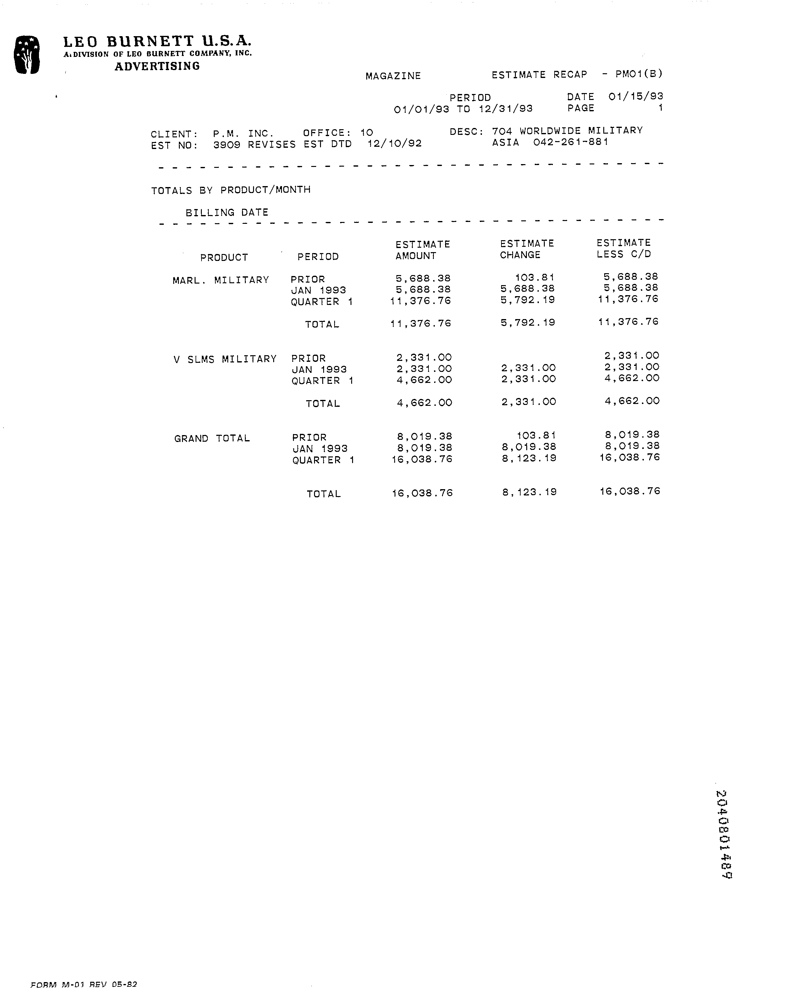 LEO BURNETT U.S.A.
A DIVISION OF LEO BURNETT COMPANY, INC.
ADVERTISING
MAGAZINE ESTIMATE RECAP - PM01(B)
PERIOD DATE 01/15/93
01/01/93 TO 12/31/93 PAGE 1
CLIENT: P.M. INC. OFFICE: 10 DESC: 704 WORLDWIDE MILITARY
EST NO: 3909 REVISES EST DTD 12/10/92 ASIA 042-261-881
TOTALS BY PRODUCT/MONTH
BILLING DATE
ESTIMATE ESTIMATE ESTIMATE
PRODUCT PERIOD AMOUNT CHANGE LESS C/D
MARL. MILITARY PRIOR 5,688.38 103.81 5,688.38
JAN 1993 5,688.38 5,688.38 5,688.38
QUARTER 1 11,376.76 5,792.19 11,376.76
TOTAL 11,376.76 5,792.19 11,376.76
V SLMS MILITARY PRIOR 2,331.00 2,331.00
JAN 1993 2,331.00 2,331.00 2,331.00
QUARTER 1 4,662.00 2,331.00 4,662.00
TOTAL 4,662.00 2,331.00 4,662.00
GRAND TOTAL PRIOR 8,019.38 103.81 8,019.38
JAN 1993 8,019.38 8,019.38 8,019.38
QUARTER 1 16,038.76 8,123.19 16,038.76
TOTAL 16,038.76 8,123.19 16,038.76
2040801489
FORM M-01 REV 05-82